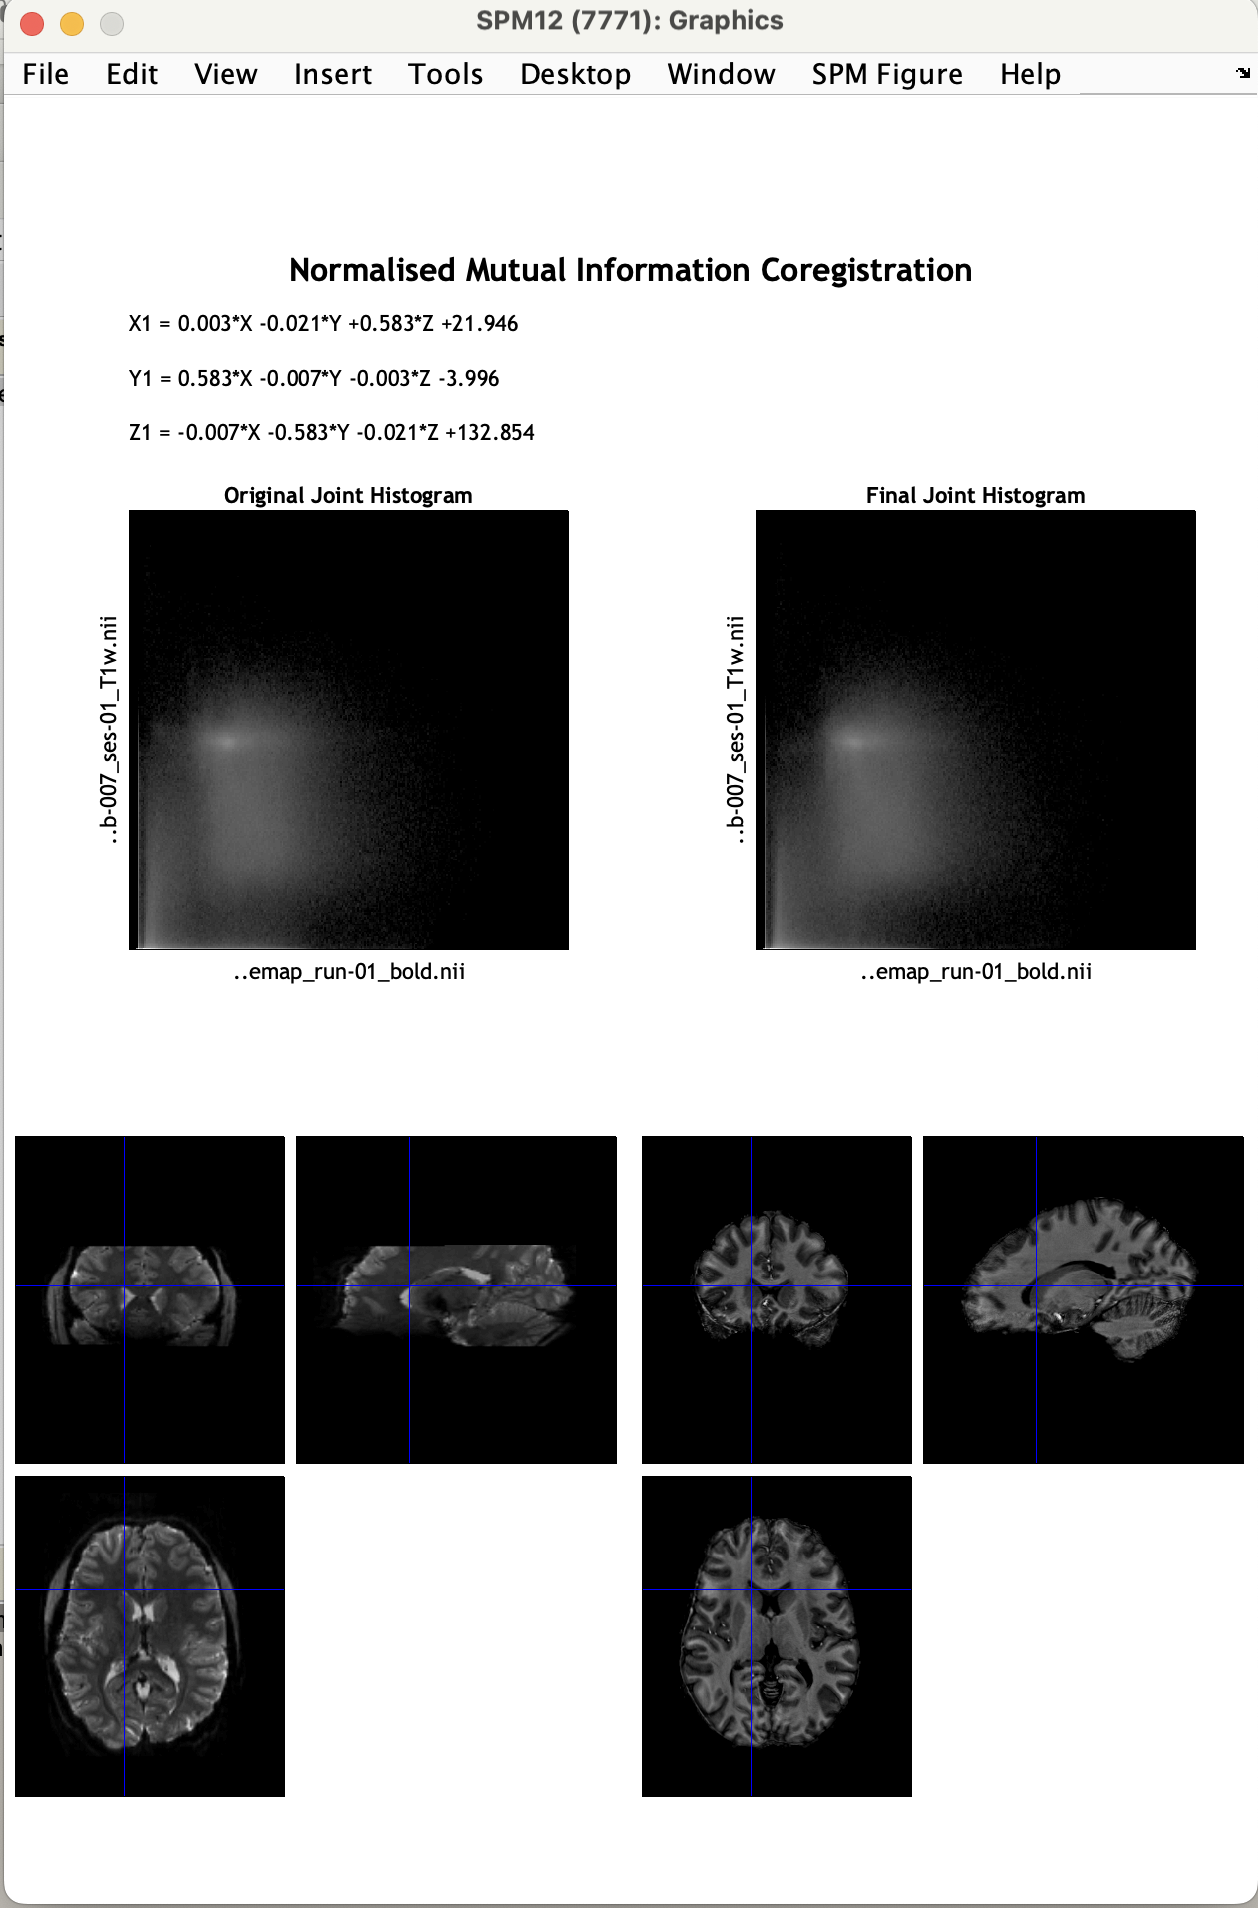 SPM12 (7771): Graphics
File Edit View Insert Tools Desktop Window SPM Figure Help
Normalised Mutual Information Coregistration
X1 = 0.003*X -0.021*Y +0.583*Z +21.946
Y1 = 0.583*X -0.007*Y -0.003*Z -3.996
Z1 = -0.007*X -0.583*Y -0.021*Z +132.854
Original Joint Histogram
..b-007_ses-01_T1w.nii
..emap_run-01_bold.nii
Final Joint Histogram
..b-007_ses-01_T1w.nii
..emap_run-01_bold.nii